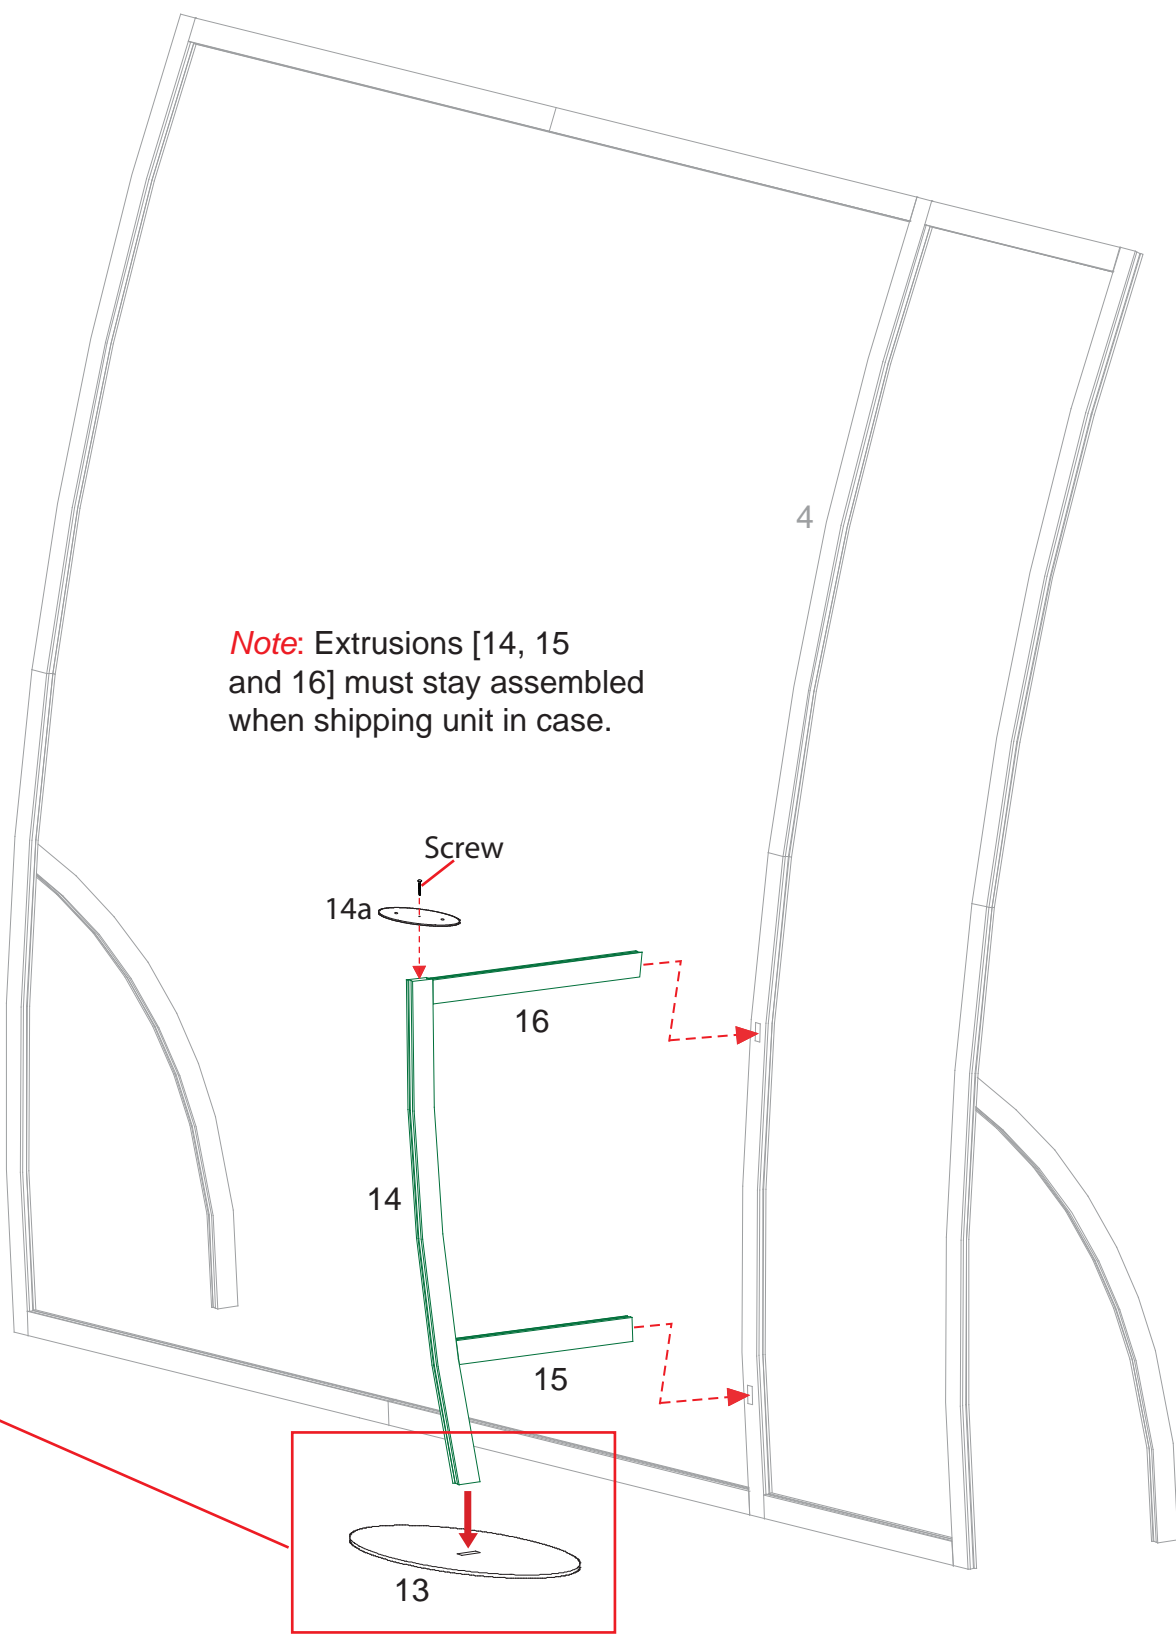 4
Note: Extrusions [14, 15
and 16] must stay assembled
when shipping unit in case.
Screw
14a
16
14
15
13